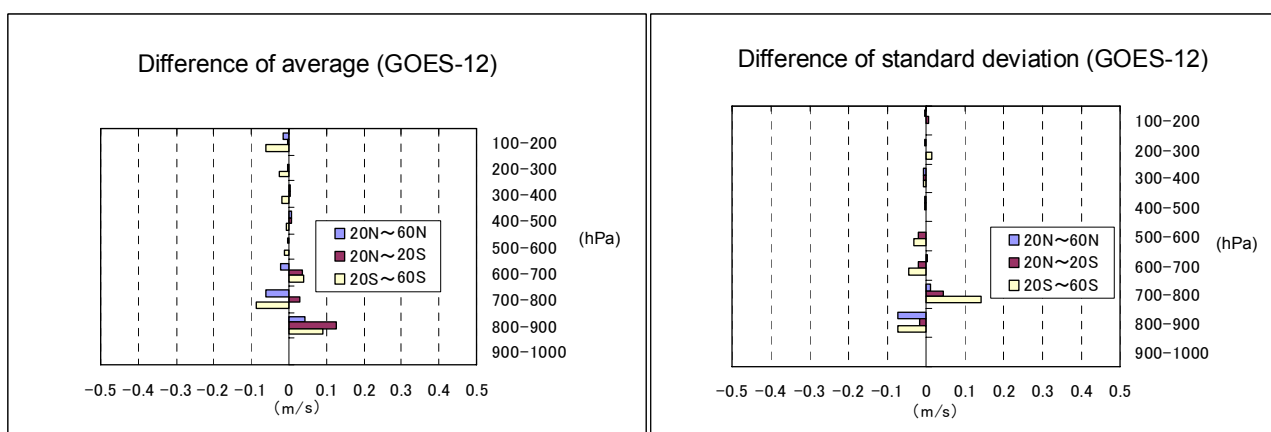 Difference of average (GOES-12)
100-200
200-300
300-400
400-500
500-600
600-700
700-800
800-900
900-1000
(hPa)
20N～60N
20N～20S
20S～60S
-0.5 -0.4 -0.3 -0.2 -0.1 0 0.1 0.2 0.3 0.4 0.5
(m/s)
Difference of standard deviation (GOES-12)
100-200
200-300
300-400
400-500
500-600
600-700
700-800
800-900
900-1000
(hPa)
20N～60N
20N～20S
20S～60S
-0.5 -0.4 -0.3 -0.2 -0.1 0 0.1 0.2 0.3 0.4 0.5
(m/s)